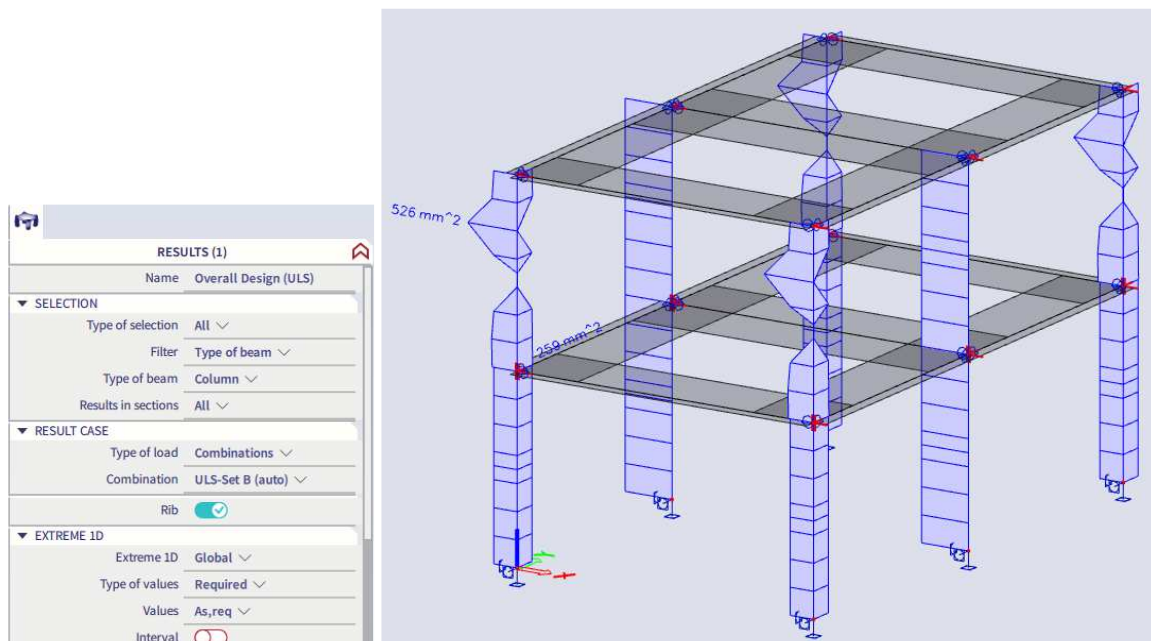 RESULTS (1)
Name Overall Design (ULS)
SELECTION
Type of selection All
Filter Type of beam
Type of beam Column
Results in sections All
RESULT CASE
Type of load Combinations
Combination ULS-Set B (auto)
Rib
EXTREME 1D
Extreme 1D Global
Type of values Required
Values As,req
Interval
526 mm^2
259 mm^2
X
Y